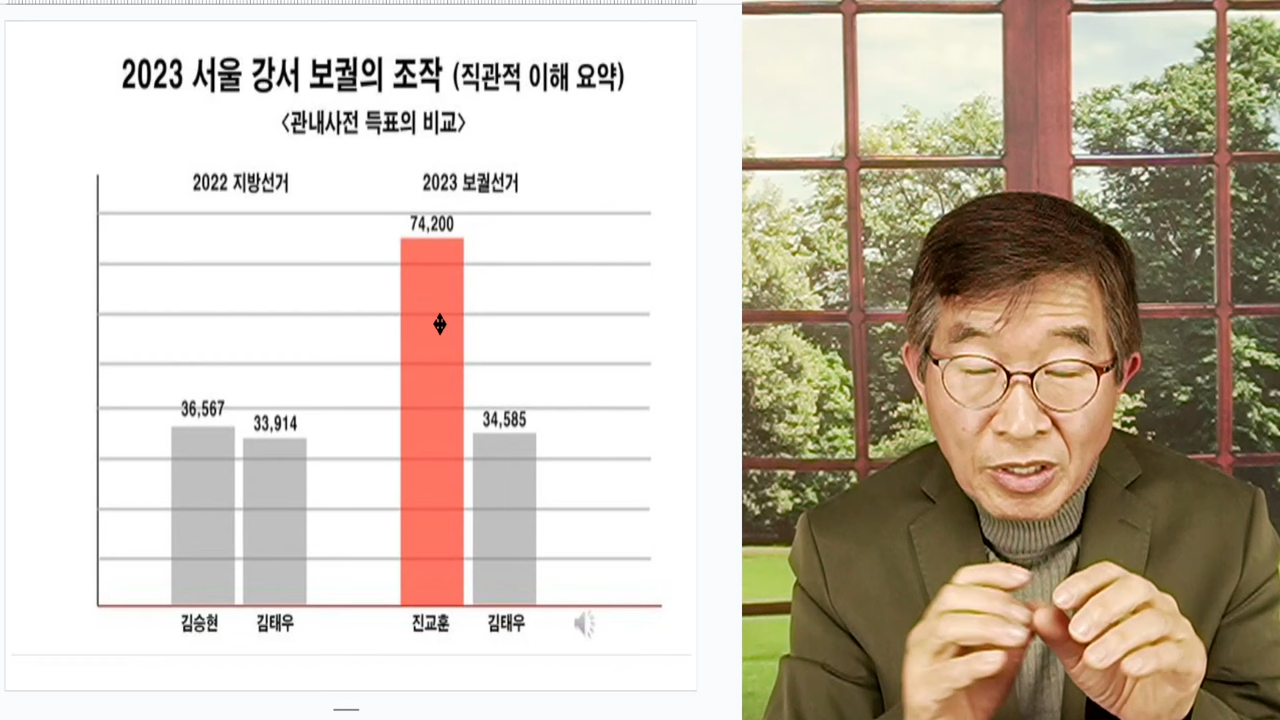 2023 서울 강서 보궐의 조작 (직관적 이해 요약)
<관내사전 득표의 비교>
2022 지방선거 2023 보궐선거
74,200
36,567
33,914
34,585
김승현 김태우 진교훈 김태우